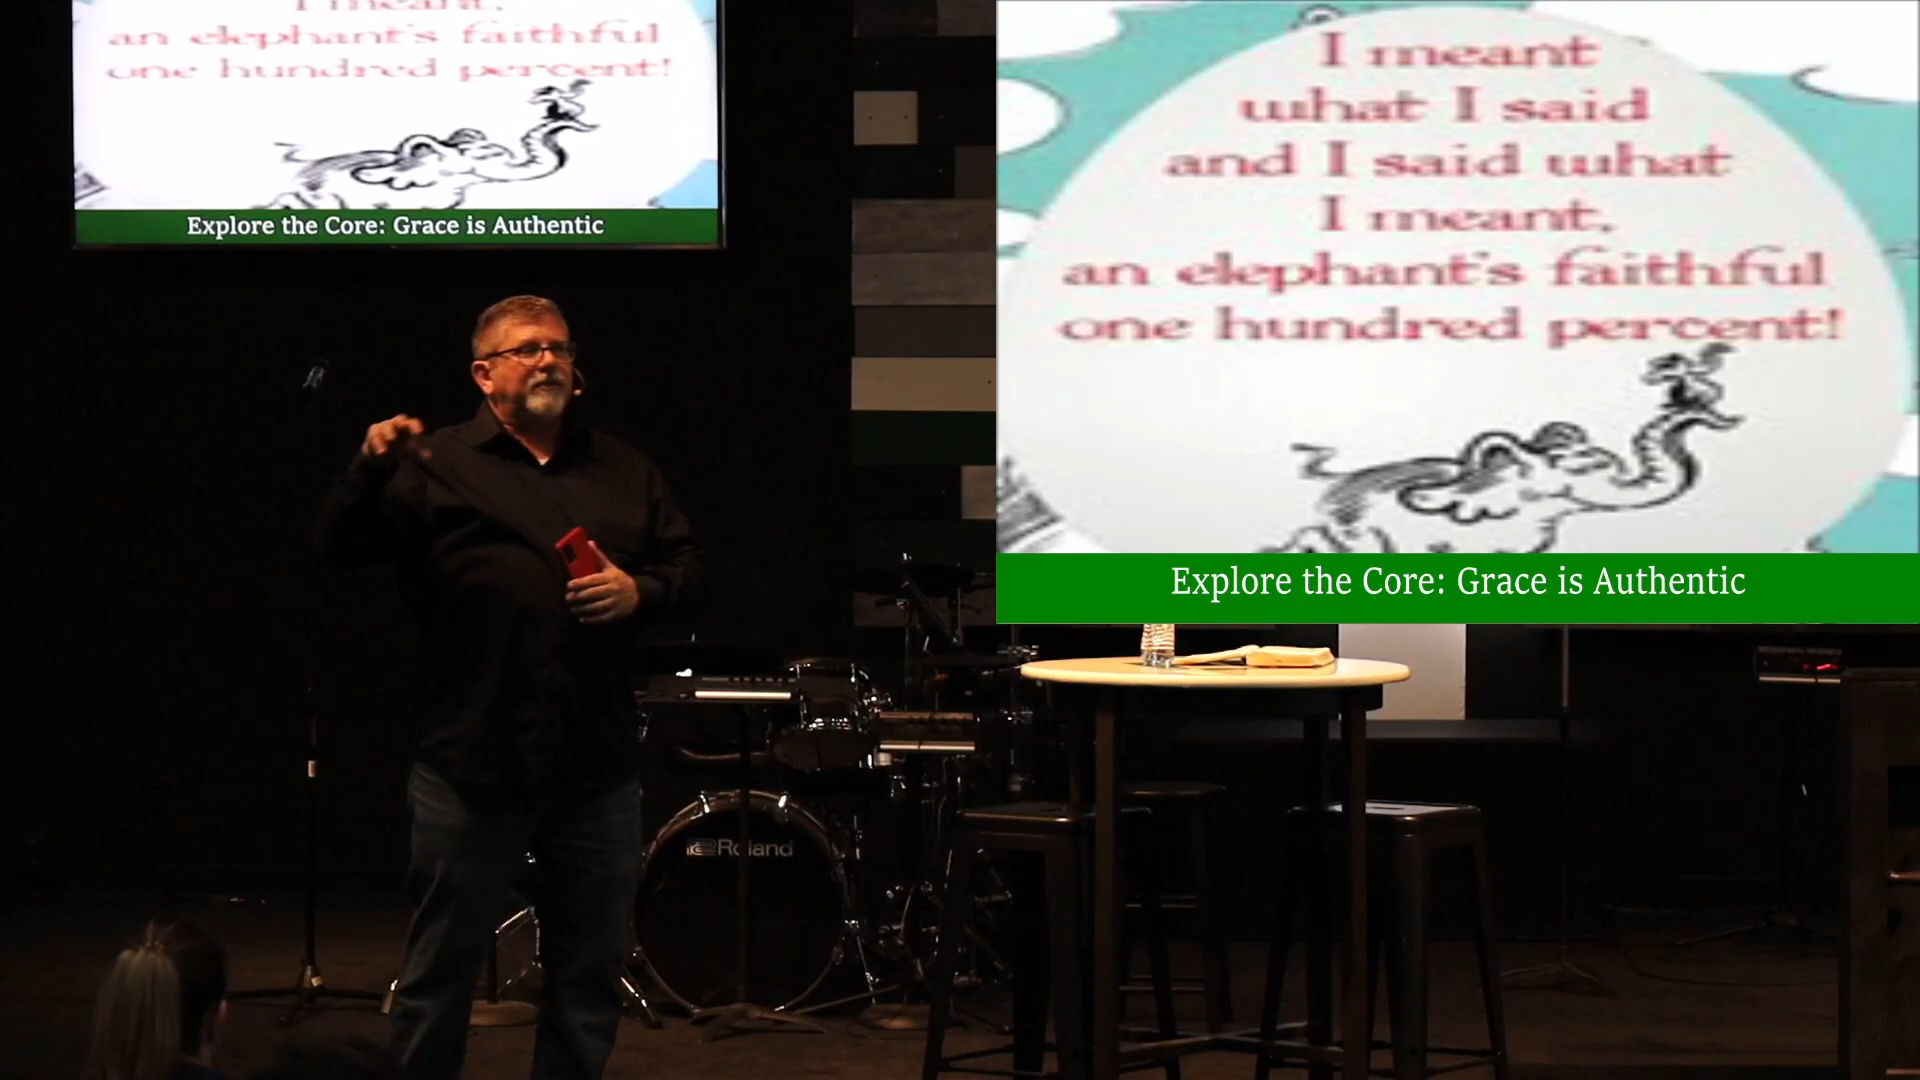 I meant,
an elephant's faithful
one hundred percent!
Explore the Core: Grace is Authentic
I meant
what I said
and I said what
I meant,
an elephant's faithful
one hundred percent!
Explore the Core: Grace is Authentic
Roland